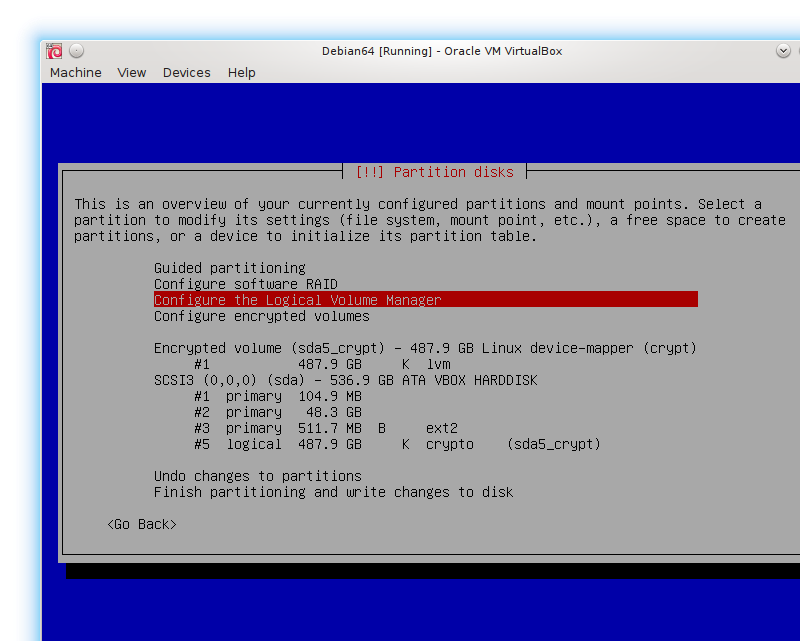 Debian64 [Running] - Oracle VM VirtualBox
Machine View Devices Help
[!!] Partition disks
This is an overview of your currently configured partitions and mount points. Select a
partition to modify its settings (file system, mount point, etc.), a free space to create
partitions, or a device to initialize its partition table.
Guided partitioning
Configure software RAID
Configure the Logical Volume Manager
Configure encrypted volumes
Encrypted volume (sda5_crypt) - 487.9 GB Linux device-mapper (crypt)
#1 487.9 GB K lvm
SCSI3 (0,0,0) (sda) - 536.9 GB ATA VBOX HARDDISK
#1 primary 104.9 MB
#2 primary 48.3 GB
#3 primary 511.7 MB B ext2
#5 logical 487.9 GB K crypto (sda5_crypt)
Undo changes to partitions
Finish partitioning and write changes to disk
<Go Back>